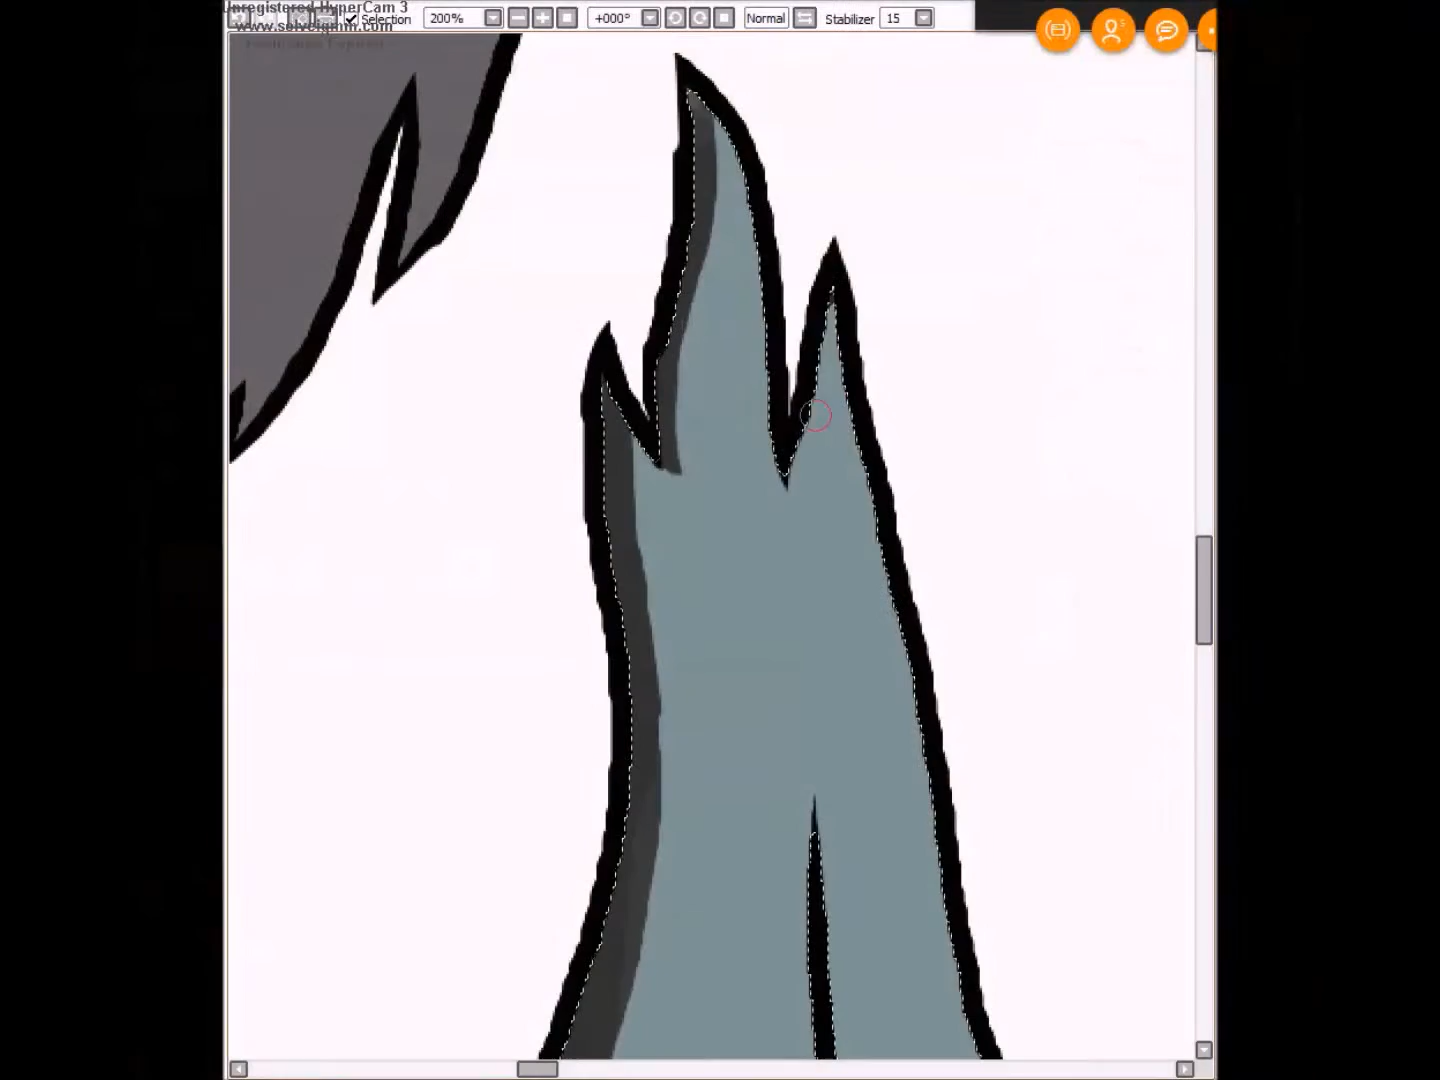 Unregistered HyperCam 3
www.solveigmm.com
Selection 200% +000° Normal Stabilizer 15